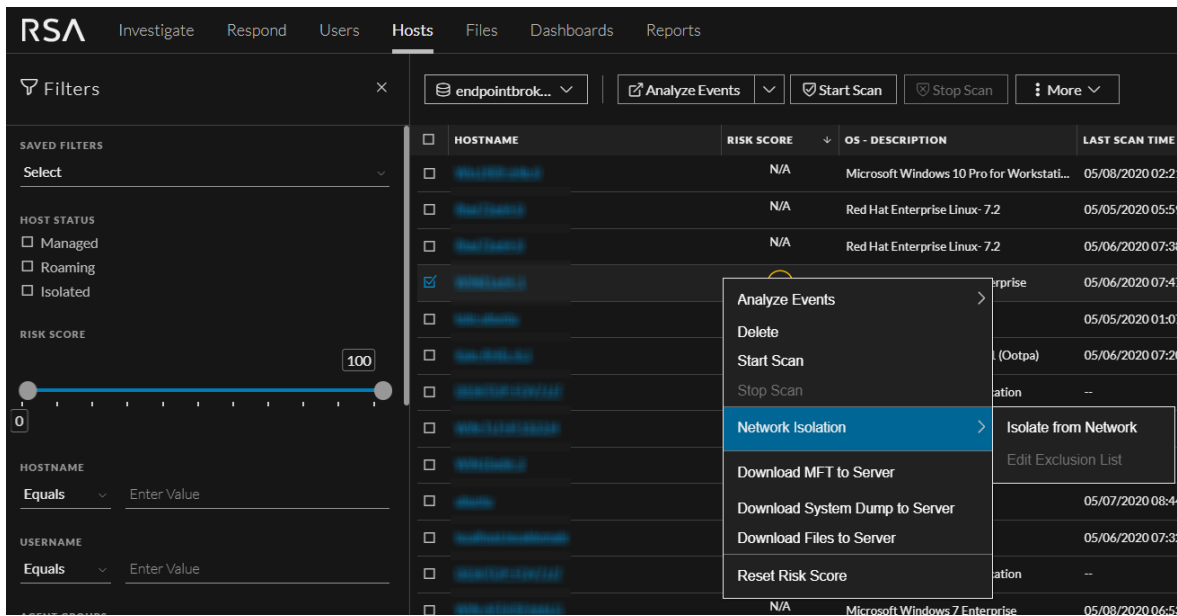 RSA Investigate Respond Users Hosts Files Dashboards Reports
Filters
endpointbrok... Analyze Events Start Scan Stop Scan More
SAVED FILTERS
Select
HOST STATUS
Managed
Roaming
Isolated
RISK SCORE
100
0
HOSTNAME
Equals Enter Value
USERNAME
Equals Enter Value
AGENT GROUPS
HOSTNAME RISK SCORE OS - DESCRIPTION LAST SCAN TIME
N/A Microsoft Windows 10 Pro for Workstati... 05/08/2020 02:2
N/A Red Hat Enterprise Linux- 7.2 05/05/2020 05:5
N/A Red Hat Enterprise Linux- 7.2 05/06/2020 07:3
erprise 05/06/2020 07:4
05/05/2020 01:0
(Ootpa) 05/06/2020 07:2
tation --
--
05/07/2020 08:4
05/06/2020 07:3
tation --
N/A Microsoft Windows 7 Enterprise 05/08/2020 06:5
Analyze Events
Delete
Start Scan
Stop Scan
Network Isolation
Download MFT to Server
Download System Dump to Server
Download Files to Server
Reset Risk Score
Isolate from Network
Edit Exclusion List